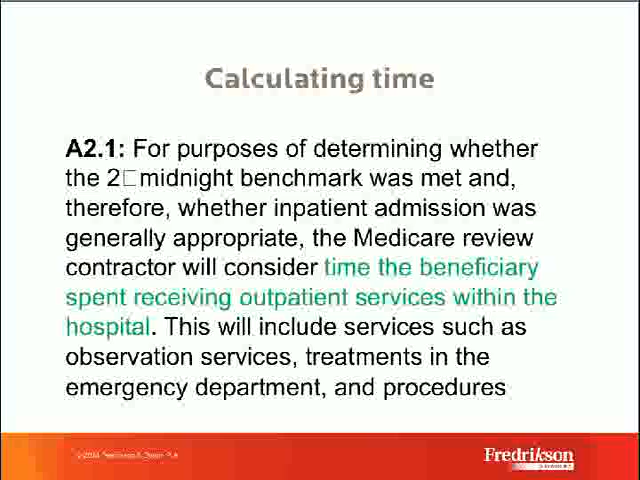 Calculating time
A2.1: For purposes of determining whether
the 2□midnight benchmark was met and,
therefore, whether inpatient admission was
generally appropriate, the Medicare review
contractor will consider time the beneficiary
spent receiving outpatient services within the
hospital. This will include services such as
observation services, treatments in the
emergency department, and procedures
Fredrikson